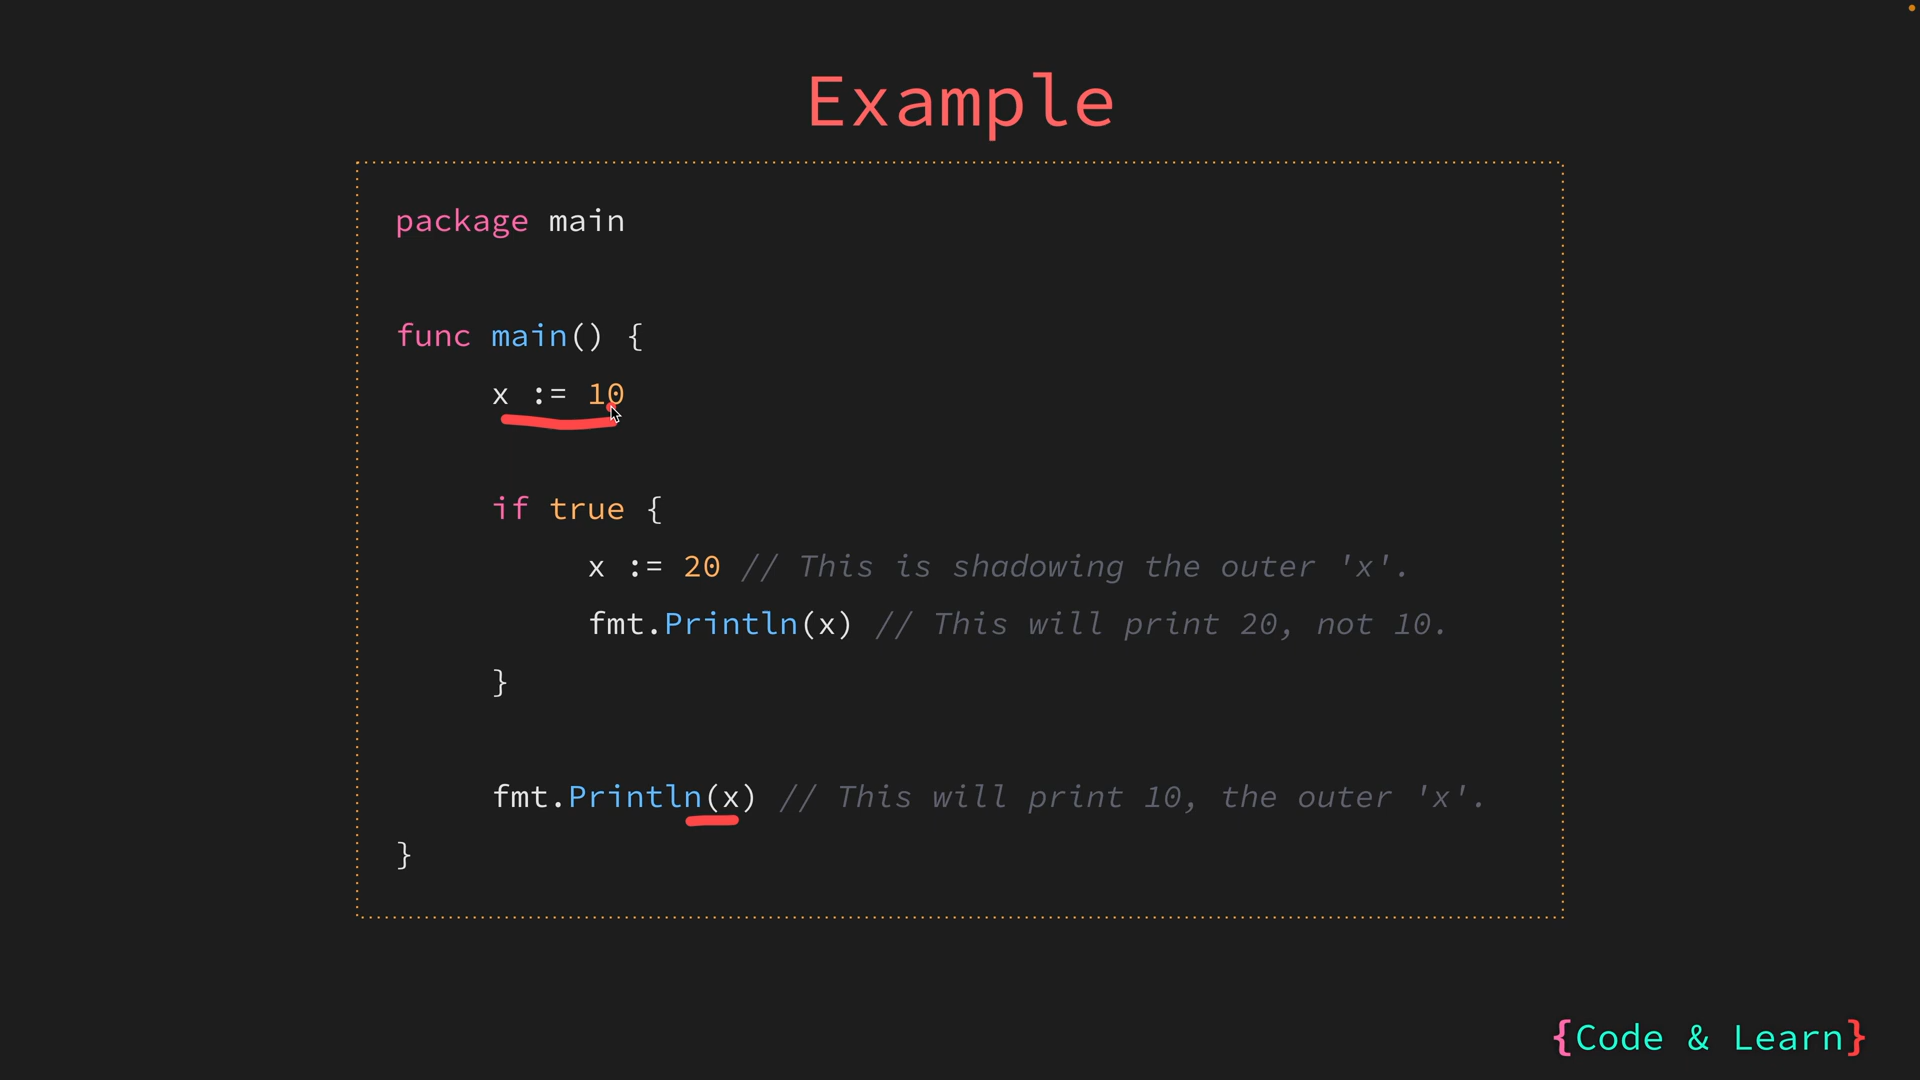 Example
package main
func main() {
x := 10
if true {
x := 20 // This is shadowing the outer 'x'.
fmt.Println(x) // This will print 20, not 10.
}
fmt.Println(x) // This will print 10, the outer 'x'.
}
{Code & Learn}